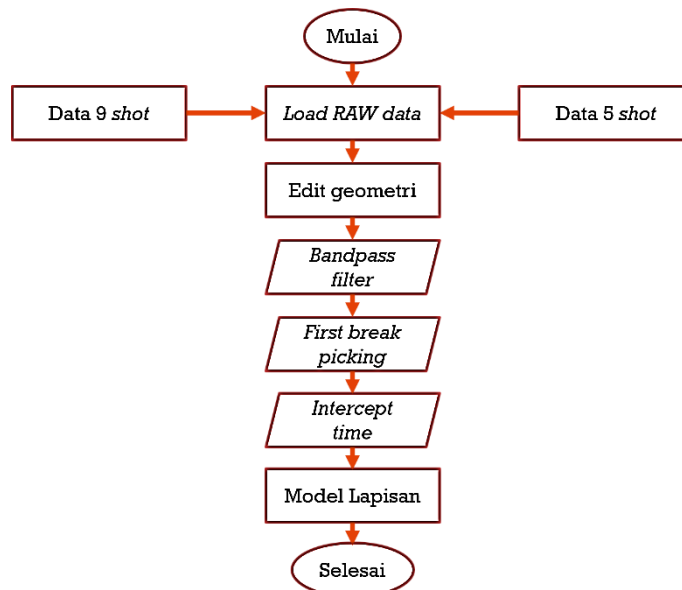 Mulai
Data 9 shot
Load RAW data
Data 5 shot
Edit geometri
Bandpass
filter
First break
picking
Intercept
time
Model Lapisan
Selesai